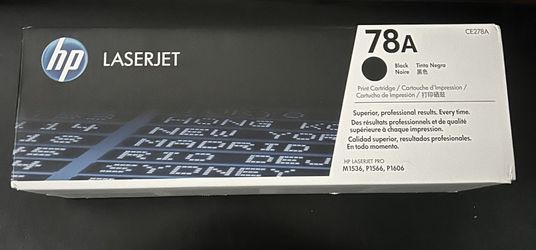 hp
LASERJET
78A
CE278A
Black Tinta Negra
Noire 黑色
Print Cartridge / Cartouche d'Impression /
Cartucho de Impresión / 打印硒鼓
Superior, professional results. Every time.
Des résultats professionnels et de qualité
supérieure à chaque impression.
Calidad superior, resultados profesionales.
En todo momento.
HP LASERJET PRO
M1536, P1566, P1606
HONG KONG
NEW YORK
RIO DE
SYDNEY